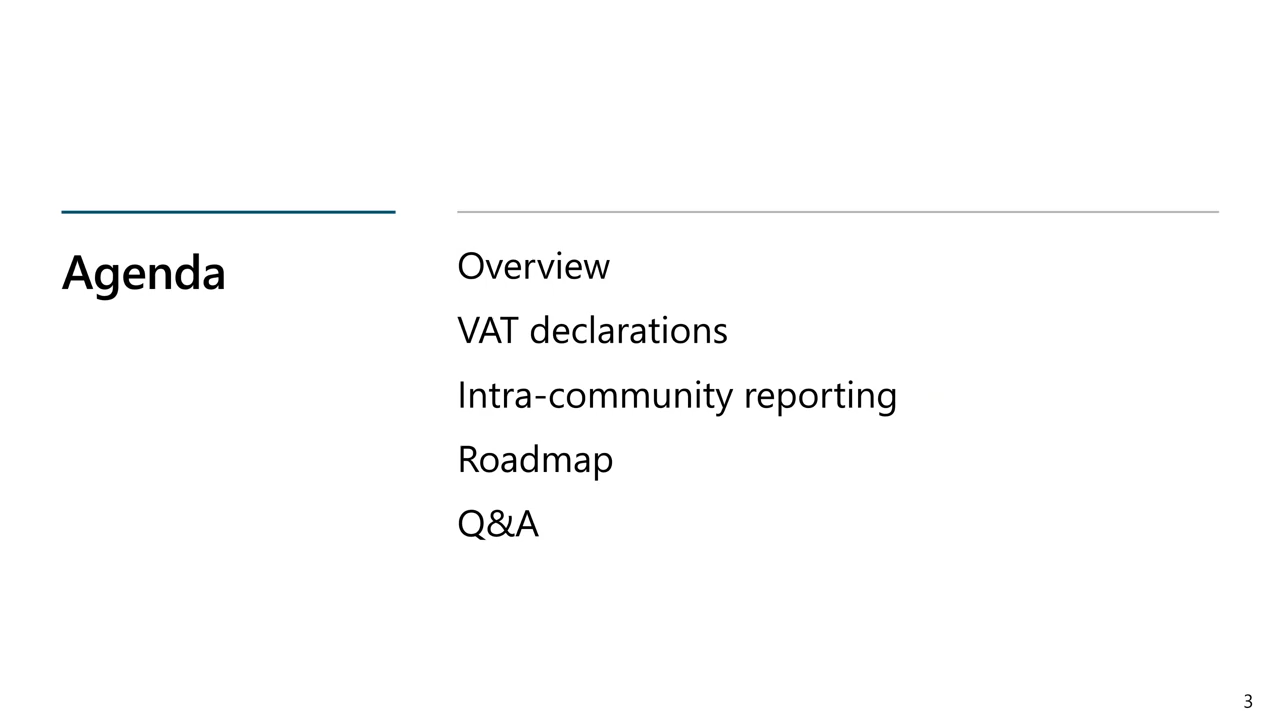 Agenda
Overview
VAT declarations
Intra-community reporting
Roadmap
Q&A
3